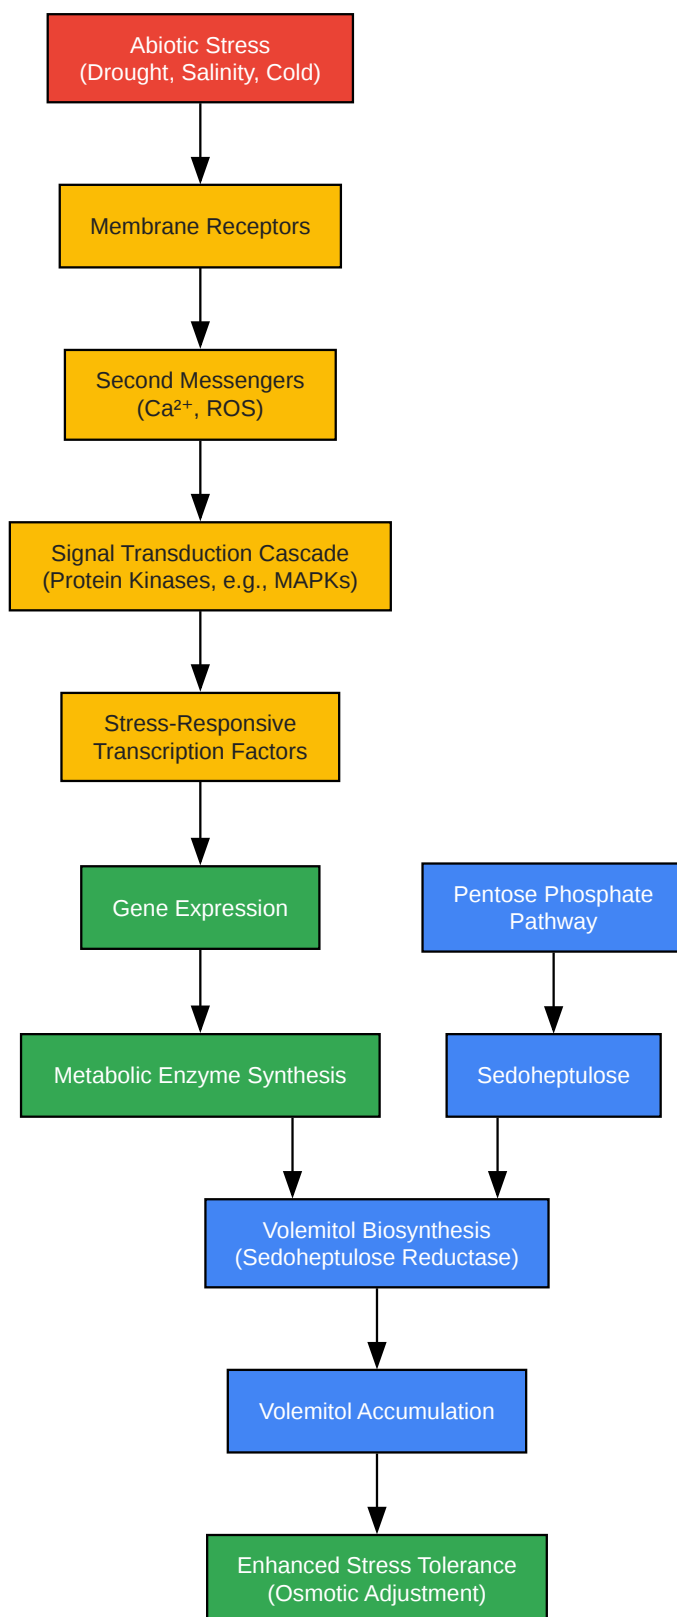 Abiotic Stress
(Drought, Salinity, Cold)
Membrane Receptors
Second Messengers
(Ca²⁺, ROS)
Signal Transduction Cascade
(Protein Kinases, e.g., MAPKs)
Stress-Responsive
Transcription Factors
Gene Expression
Pentose Phosphate
Pathway
Metabolic Enzyme Synthesis
Sedoheptulose
Volemitol Biosynthesis
(Sedoheptulose Reductase)
Volemitol Accumulation
Enhanced Stress Tolerance
(Osmotic Adjustment)